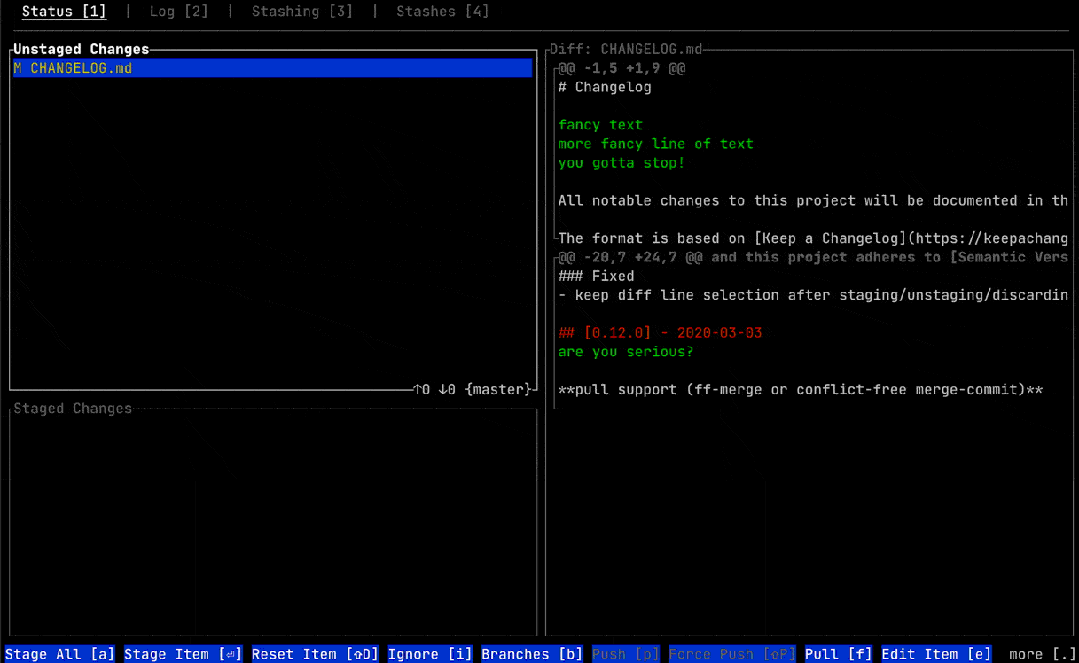 Status [1] | Log [2] | Stashing [3] | Stashes [4]
Unstaged Changes
M CHANGELOG.md
↑0 ↓0 {master}
Staged Changes
Diff: CHANGELOG.md
@@ -1,5 +1,9 @@
# Changelog
fancy text
more fancy line of text
you gotta stop!
All notable changes to this project will be documented in th
The format is based on [Keep a Changelog](https://keepachang
@@ -20,7 +24,7 @@ and this project adheres to [Semantic Vers
### Fixed
- keep diff line selection after staging/unstaging/discardin
## [0.12.0] - 2020-03-03
are you serious?
**pull support (ff-merge or conflict-free merge-commit)**
Stage All [a] Stage Item [⏎] Reset Item [⇧D] Ignore [i] Branches [b] Push [p] Force Push [⇧P] Pull [f] Edit Item [e] more [.]